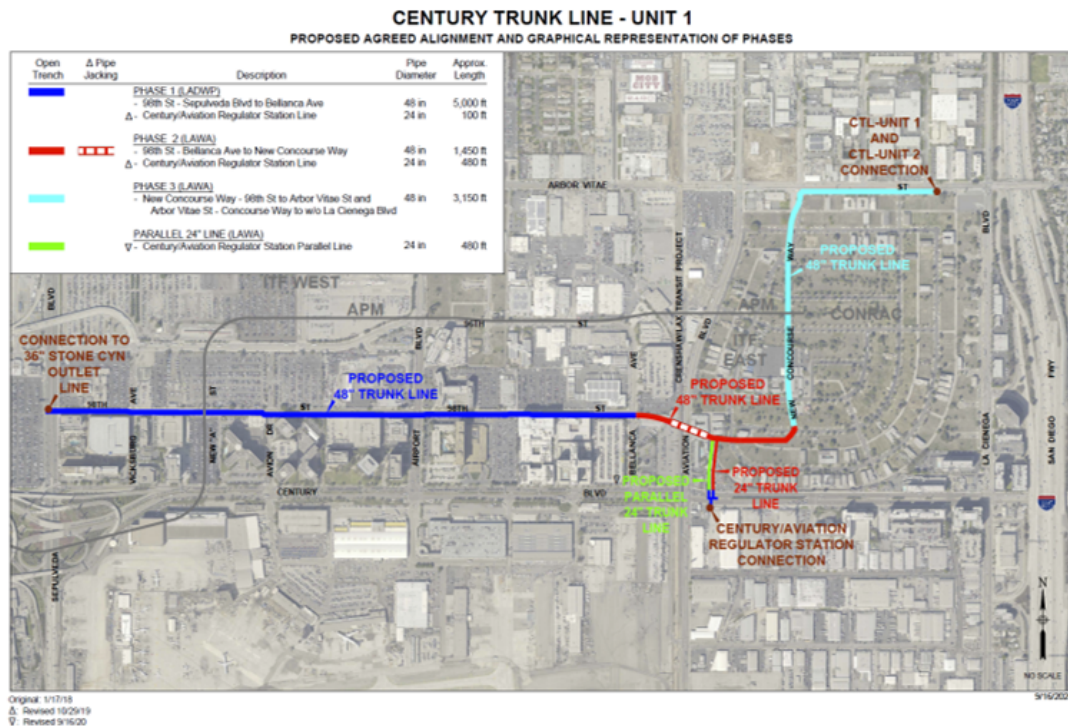 CENTURY TRUNK LINE - UNIT 1
PROPOSED AGREED ALIGNMENT AND GRAPHICAL REPRESENTATION OF PHASES
Open Trench
Δ Pipe Jacking
Description
Pipe Diameter
Approx. Length
PHASE 1 (LADWP)
- 98th St - Sepulveda Blvd to Bellanca Ave 48 in 5,000 ft
Δ - Century/Aviation Regulator Station Line 24 in 100 ft
PHASE 2 (LAWA)
- 98th St - Bellanca Ave to New Concourse Way 48 in 1,450 ft
Δ - Century/Aviation Regulator Station Line 24 in 480 ft
PHASE 3 (LAWA)
- New Concourse Way - 98th St to Arbor Vitae St and 48 in 3,150 ft
Arbor Vitae St - Concourse Way to w/o La Cienega Blvd
PARALLEL 24" LINE (LAWA)
∇ - Century/Aviation Regulator Station Parallel Line 24 in 480 ft
CTL-UNIT 1
AND
CTL-UNIT 2
CONNECTION
ARBOR VITAE
ST
BLVD
WAY
PROPOSED
48" TRUNK LINE
CRENSHAW/LAX TRANSIT PROJECT
ITF WEST
APM
BLVD
BLVD
96TH
ST
BLVD
APM
CONRAC
ITF
EAST
CONCOURSE
NEW
CONNECTION TO
36" STONE CYN
OUTLET
LINE
AVE
ST
AVE
FWY
PROPOSED
48" TRUNK LINE
PROPOSED
48" TRUNK LINE
98TH
ST
98TH
ST
VICKSBURG
NEW "A"
AVION DR
AIRPORT
BELLANCA
AVIATION
LA CIENEGA
SAN DIEGO
CENTURY
BLVD
PROPOSED
PARALLEL
24" TRUNK
LINE
PROPOSED
24" TRUNK
LINE
CENTURY/AVIATION
REGULATOR STATION
CONNECTION
SEPULVEDA
N
NO SCALE
Original: 1/17/18
Δ: Revised 10/29/19
∇: Revised 9/16/20